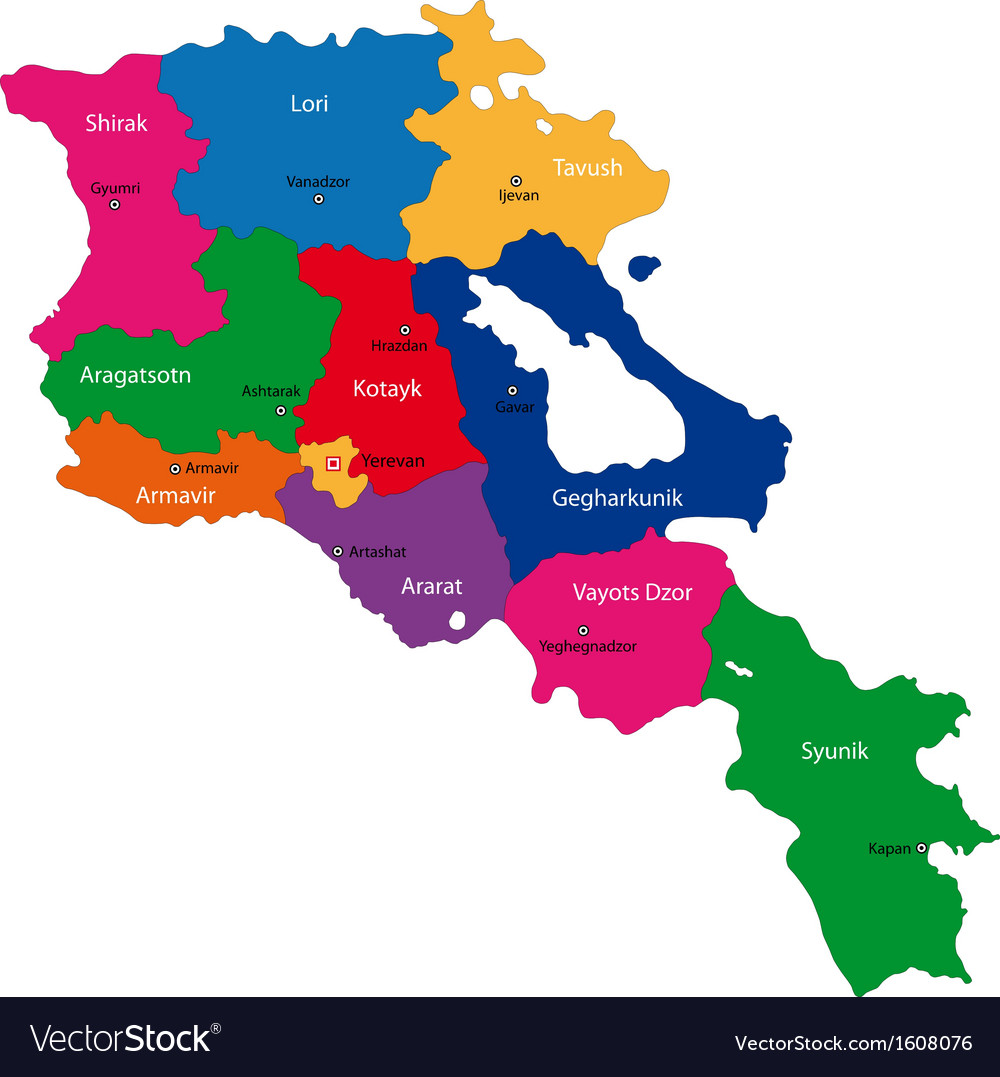 Lori
Shirak
Tavush
Vanadzor
Gyumri
Ijevan
Hrazdan
Aragatsotn
Kotayk
Ashtarak
Gavar
Yerevan
Armavir
Armavir
Gegharkunik
Artashat
Ararat
Vayots Dzor
Yeghegnadzor
Syunik
Kapan
VectorStock®
VectorStock.com/1608076